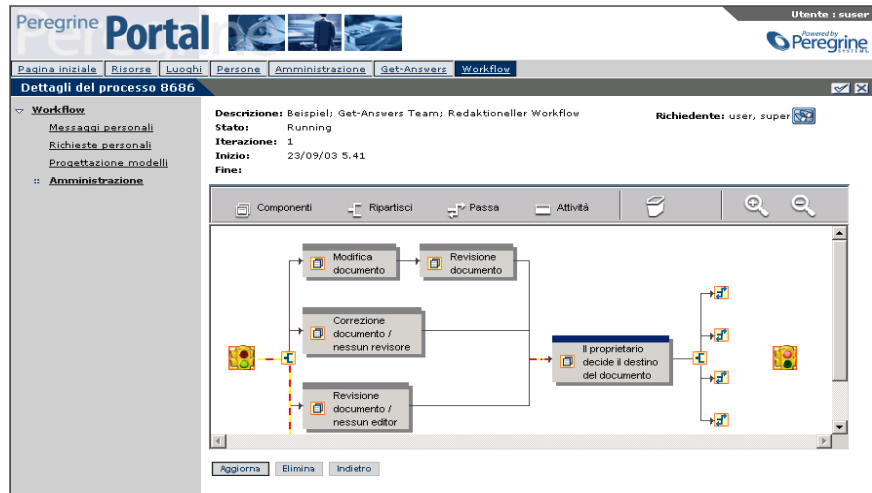 Utente : suser
Peregrine Portal
Powered by
Peregrine
SYSTEMS
Pagina iniziale Risorse Luoghi Persone Amministrazione Get-Answers Workflow
Dettagli del processo 8686
Workflow
Messaggi personali
Richieste personali
Progettazione modelli
Amministrazione
Descrizione: Beispiel; Get-Answers Team; Redaktioneller Workflow
Richiedente: user, super
Stato: Running
Iterazione: 1
Inizio: 23/09/03 5.41
Fine:
Componenti Ripartisci Passa Attività
Modifica
documento
Revisione
documento
Correzione
documento /
nessun revisore
Il proprietario
decide il destino
del documento
Revisione
documento /
nessun editor
Aggiorna Elimina Indietro